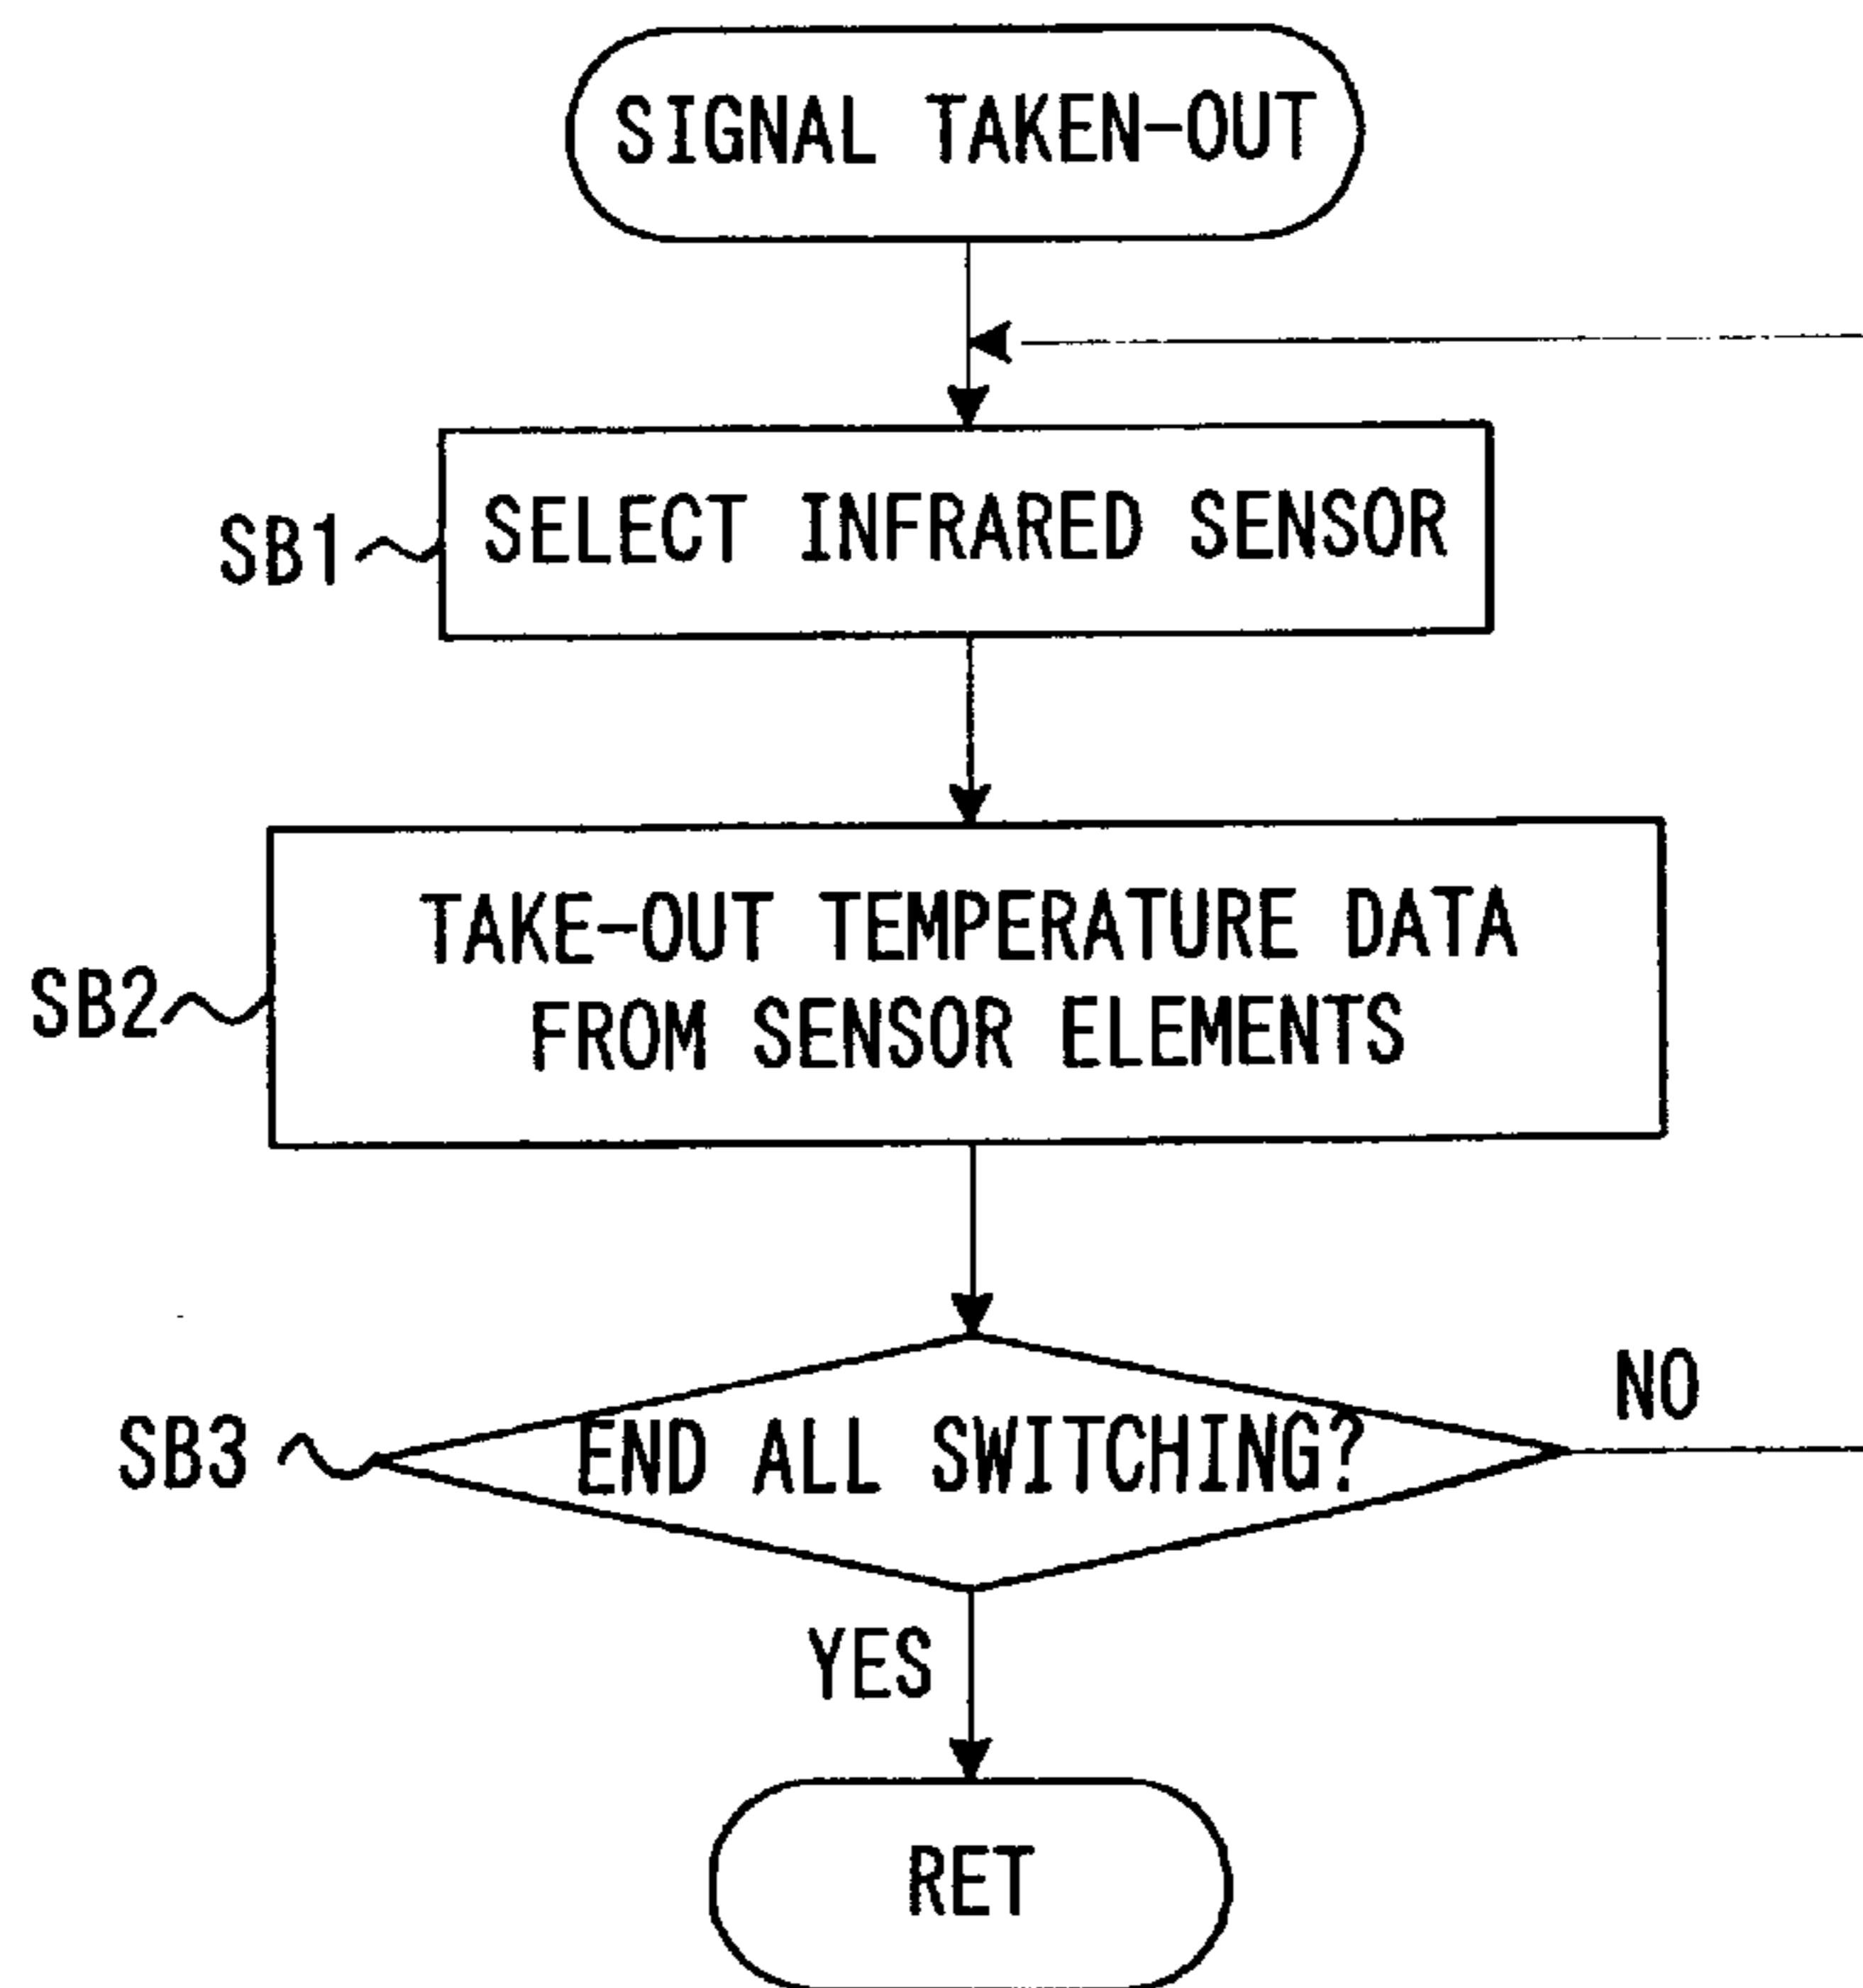 SIGNAL TAKEN-OUT
SB1
SELECT INFRARED SENSOR
SB2
TAKE-OUT TEMPERATURE DATA
FROM SENSOR ELEMENTS
SB3
END ALL SWITCHING?
NO
YES
RET